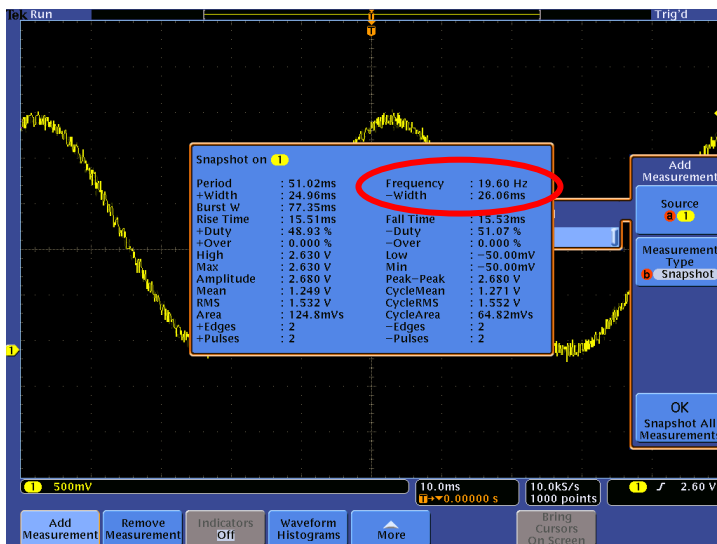 Tek Run Trig'd
T
Snapshot on 1
Period : 51.02ms Frequency : 19.60 Hz
+Width : 24.96ms −Width : 26.06ms
Burst W : 77.35ms
Rise Time : 15.51ms Fall Time : 15.53ms
+Duty : 48.93 % −Duty : 51.07 %
+Over : 0.000 % −Over : 0.000 %
High : 2.630 V Low : −50.00mV
Max : 2.630 V Min : −50.00mV
Amplitude : 2.680 V Peak−Peak : 2.680 V
Mean : 1.249 V CycleMean : 1.271 V
RMS : 1.532 V CycleRMS : 1.552 V
Area : 124.8mVs CycleArea : 64.82mVs
+Edges : 2 −Edges : 2
+Pulses : 2 −Pulses : 2
Add
Measurement
Source
a 1
Measurement
Type
b Snapshot
OK
Snapshot All
Measurements
1
1 500mV
10.0ms
T→▼0.00000 s
10.0kS/s
1000 points
1 ƒ 2.60 V
Add
Measurement
Remove
Measurement
Indicators
Off
Waveform
Histograms
More
Bring
Cursors
On Screen